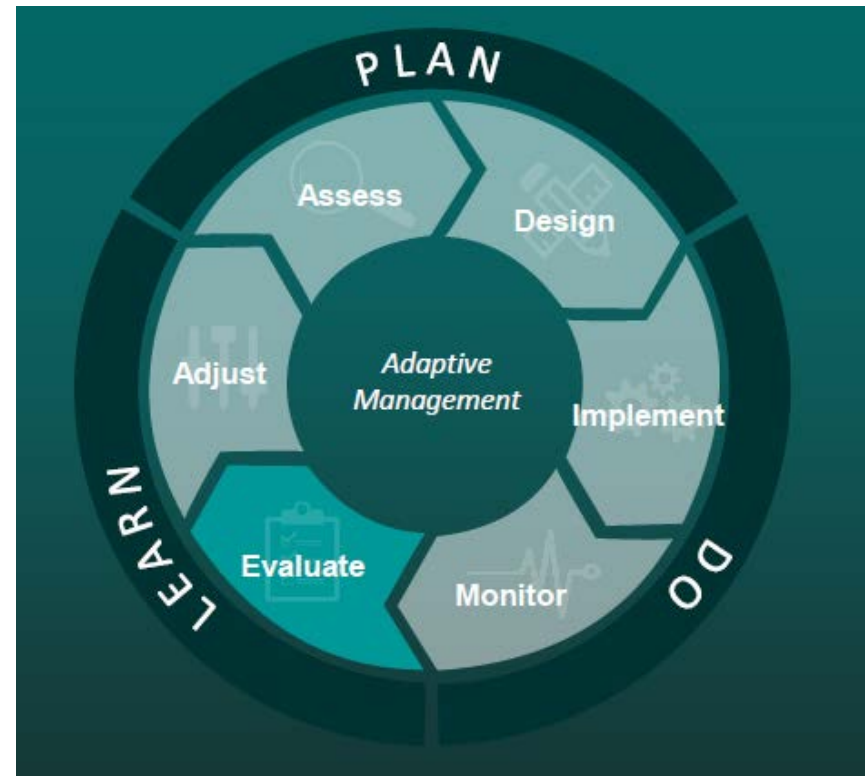 PLAN
Assess
Design
Adjust
Adaptive
Management
Implement
Evaluate
Monitor
LEARN
DO